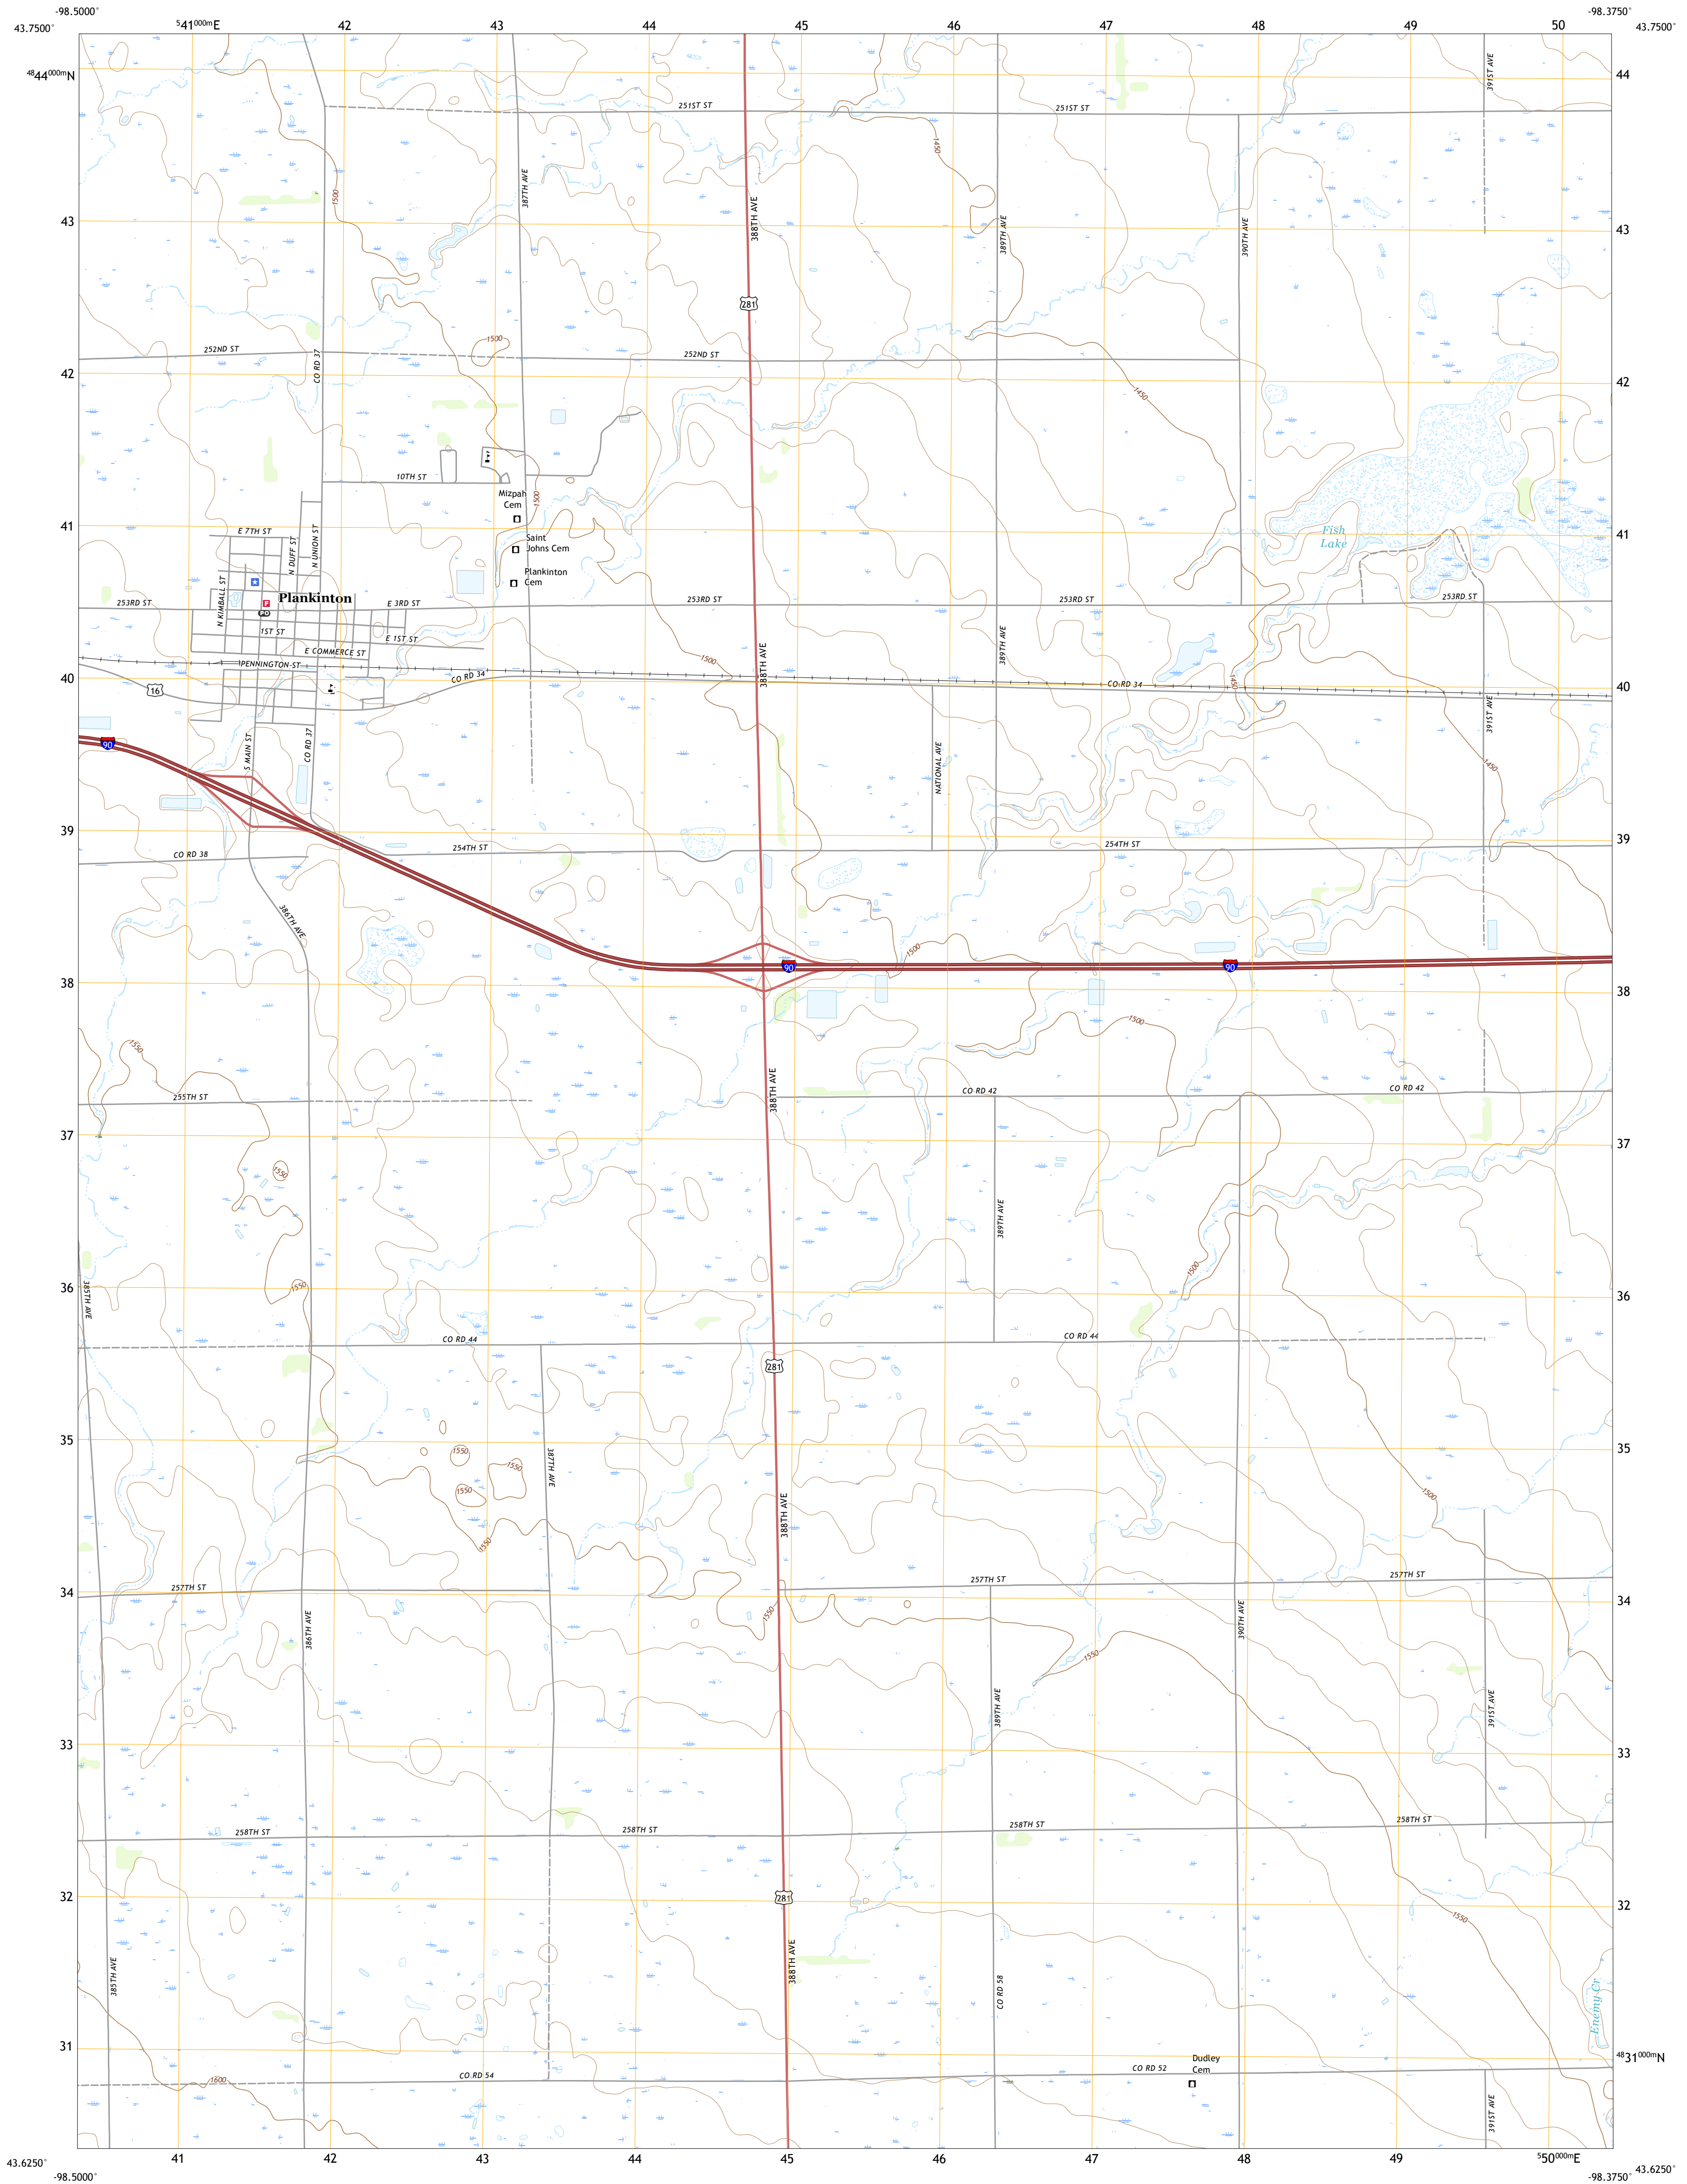 -98.5000°
-98.3750°
43.7500°
⁵41⁰⁰⁰ᵐE
42
43
44
45
46
47
48
49
50
43.7500°
⁴⁸44⁰⁰⁰ᵐN
44
391ST AVE
251ST ST
251ST ST
1450
387TH AVE
1500
388TH AVE
43
43
389TH AVE
390TH AVE
281
1500
252ND ST
252ND ST
CO RD 37
42
42
1450
10TH ST
Mizpah
Cem
1500
41
41
E 7TH ST
N DUFF ST
N UNION ST
Saint
Johns Cem
Fish
Lake
Plankinton
Cem
N KIMBALL ST
Plankinton
F
PD
253RD ST
E 3RD ST
253RD ST
253RD ST
253RD ST
1ST ST
E 1ST ST
E COMMERCE ST
PENNINGTON ST
389TH AVE
388TH AVE
1500
40
40
16
CO RD 34
CO RD 34
1450
391ST AVE
90
S MAIN ST
CO RD 37
NATIONAL AVE
1450
39
39
CO RD 38
254TH ST
254TH ST
386TH AVE
1500
90
90
38
38
1500
1550
388TH AVE
255TH ST
CO RD 42
CO RD 42
37
37
1550
389TH AVE
1500
36
36
385TH AVE
1550
CO RD 44
CO RD 44
281
35
35
1550
1550
1550
387TH AVE
1500
388TH AVE
1550
34
34
257TH ST
257TH ST
257TH ST
1550
386TH AVE
390TH AVE
1550
389TH AVE
391ST AVE
33
33
258TH ST
258TH ST
258TH ST
258TH ST
32
32
281
1550
388TH AVE
385TH AVE
CO RD 58
Enemy Cr
31
⁴⁸31⁰⁰⁰ᵐN
Dudley
Cem
CO RD 52
CO RD 54
1600
391ST AVE
43.6250°
41
42
43
44
45
46
47
48
49
⁵50⁰⁰⁰ᵐE
43.6250°
-98.5000°
-98.3750°